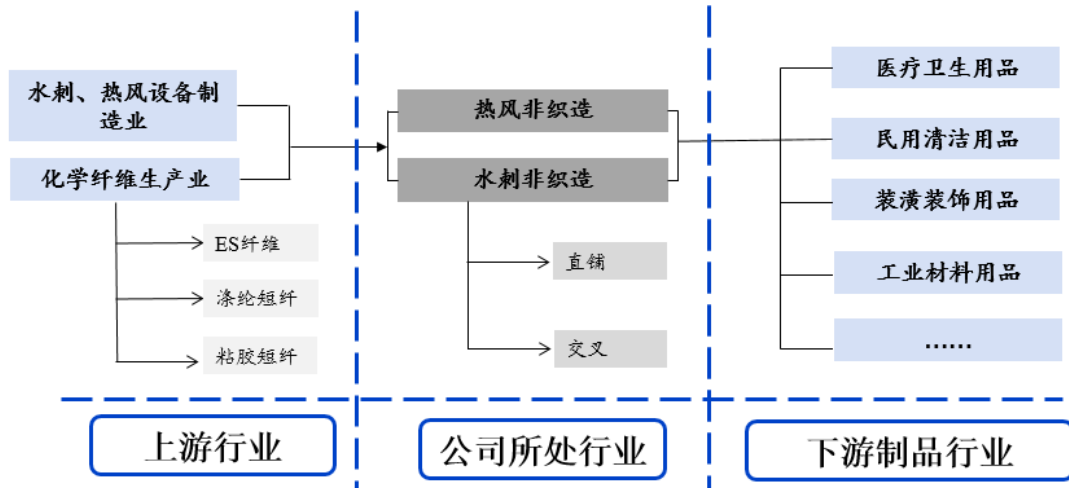 水刺、热风设备制
造业
化学纤维生产业
ES纤维
涤纶短纤
粘胶短纤
热风非织造
水刺非织造
直铺
交叉
医疗卫生用品
民用清洁用品
装潢装饰用品
工业材料用品
……
上游行业
公司所处行业
下游制品行业